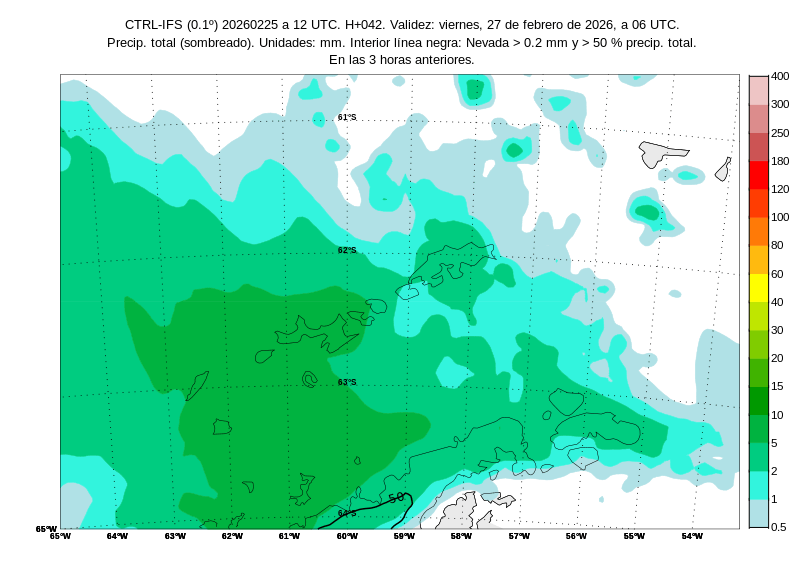 CTRL-IFS (0.1º) 20260225 a 12 UTC. H+042. Validez: viernes, 27 de febrero de 2026, a 06 UTC.
Precip. total (sombreado). Unidades: mm. Interior línea negra: Nevada > 0.2 mm y > 50 % precip. total.
En las 3 horas anteriores.
400
300
250
180
120
100
80
60
50
40
30
20
15
10
5
2
1
0.5
61°S
62°S
63°S
64°S
50
65°W
65°W
64°W
63°W
62°W
61°W
60°W
59°W
58°W
57°W
56°W
55°W
54°W